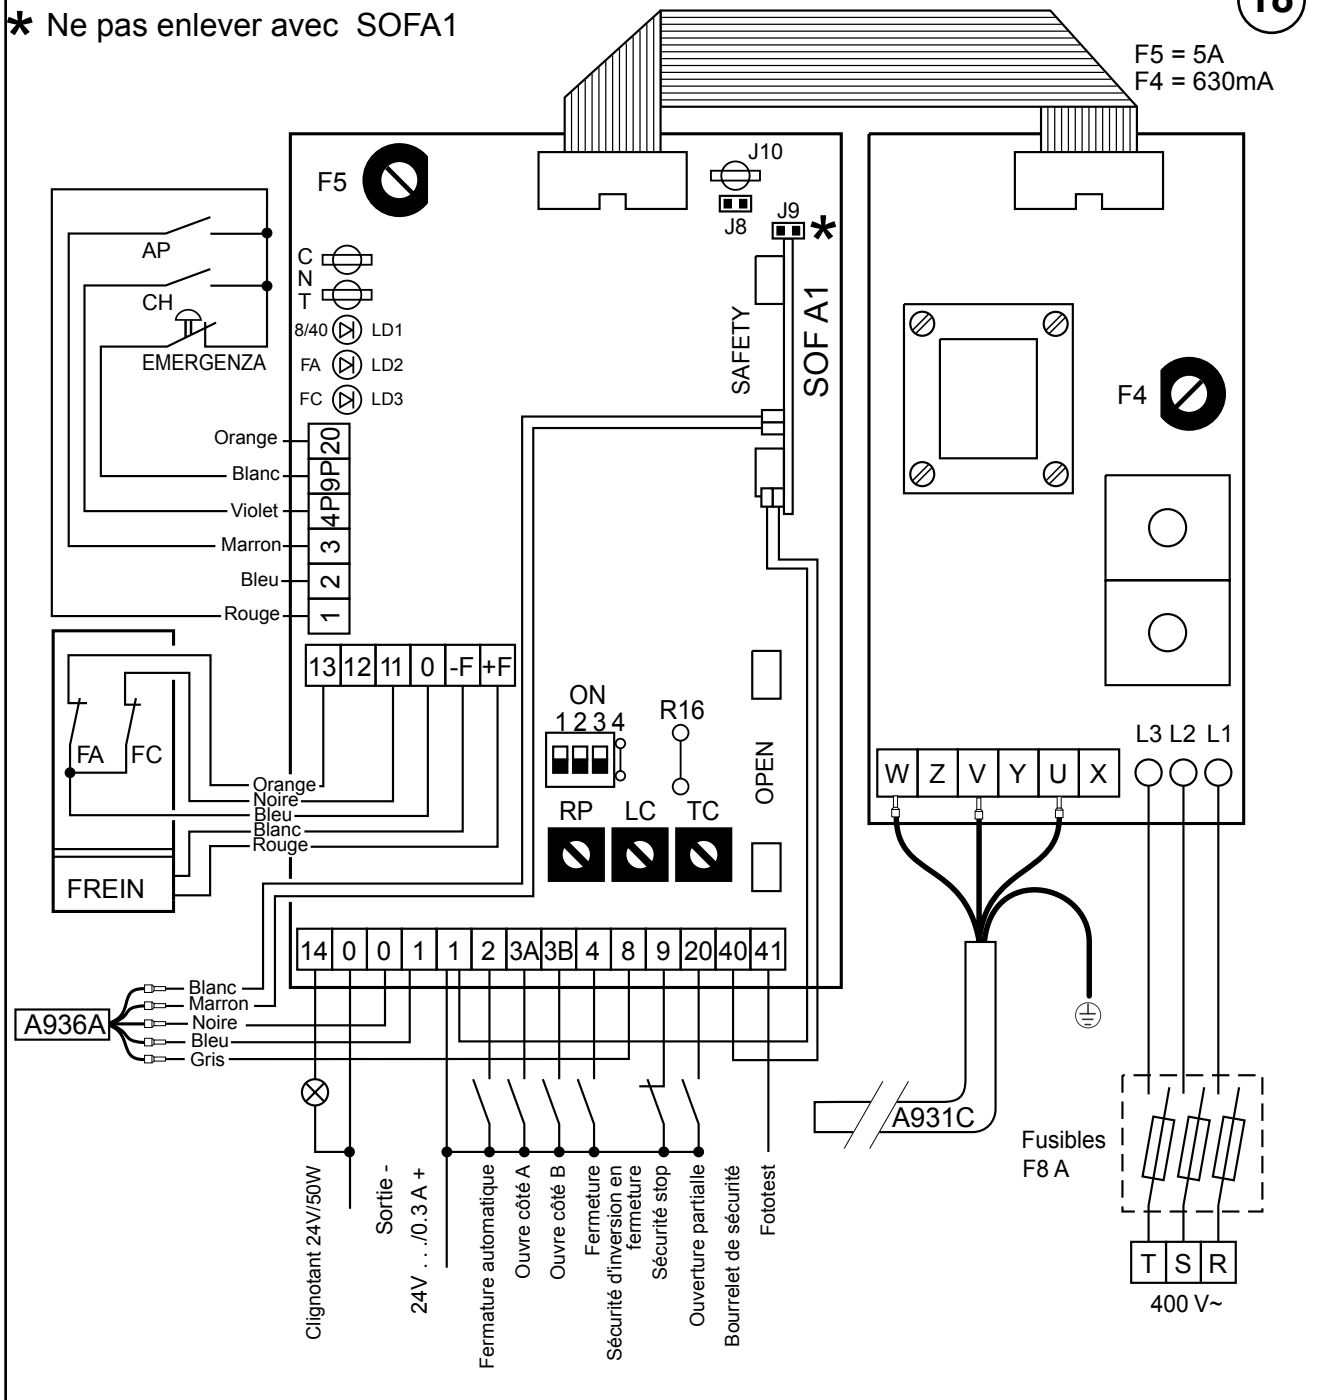 * Ne pas enlever avec SOFA1
18
F5 = 5A
F4 = 630mA
F5
J10
J8
J9
*
AP
CH
EMERGENZA
C
N
T
8/40 LD1
FA LD2
FC LD3
SAFETY
SOF A1
F4
Orange 20
Blanc 9P
Violet 4P
Marron 3
Bleu 2
Rouge 1
13 12 11 0 -F +F
FA FC
Orange
Noire
Bleu
Blanc
Rouge
FREIN
ON
1 2 3 4
R16
OPEN
RP LC TC
L3 L2 L1
W Z V Y U X
14 0 0 1 1 2 3A 3B 4 8 9 20 40 41
A936A
Blanc
Marron
Noire
Bleu
Gris
A931C
Fusibles
F8 A
T S R
400 V~
Clignotant 24V/50W
Sortie -
24V . . ./0.3 A +
Fermature automatique
Ouvre côté A
Ouvre côté B
Fermeture
Sécurité d'inversion en
fermeture
Sécurité stop
Ouverture partialle
Bourrelet de sécurité
Fototest